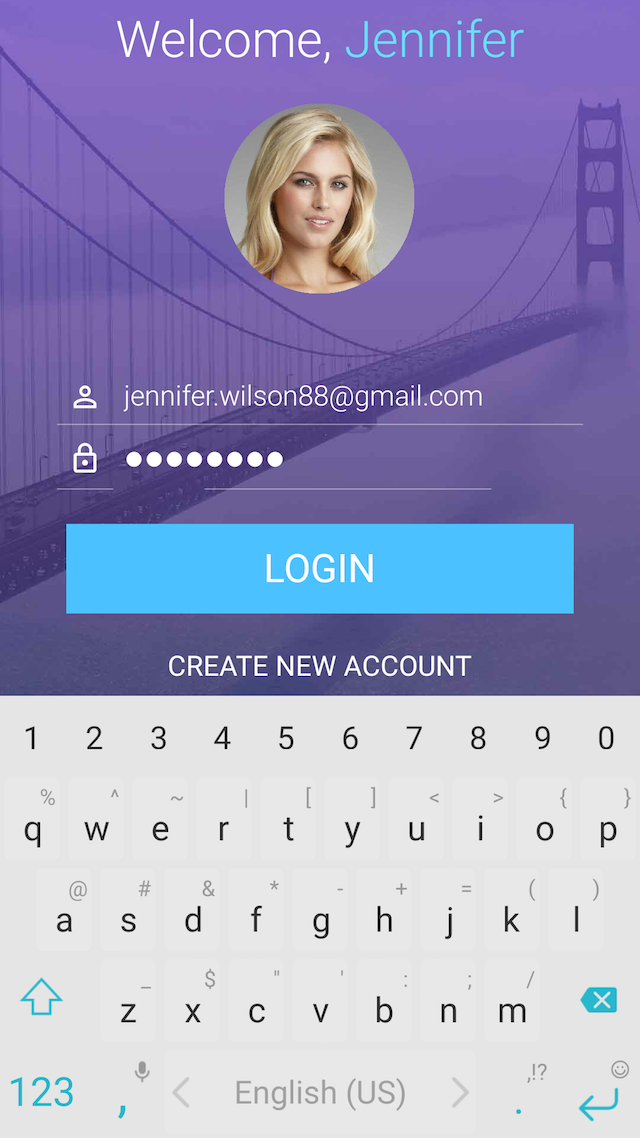 Welcome, Jennifer
jennifer.wilson88@gmail.com
●●●●●●●●
LOGIN
CREATE NEW ACCOUNT
1 2 3 4 5 6 7 8 9 0
% ^ ~ | [ ] < > { }
q w e r t y u i o p
@ # & * - + = ( )
a s d f g h j k l
_ $ " ' : ; /
z x c v b n m
,!?
123 , English (US) .